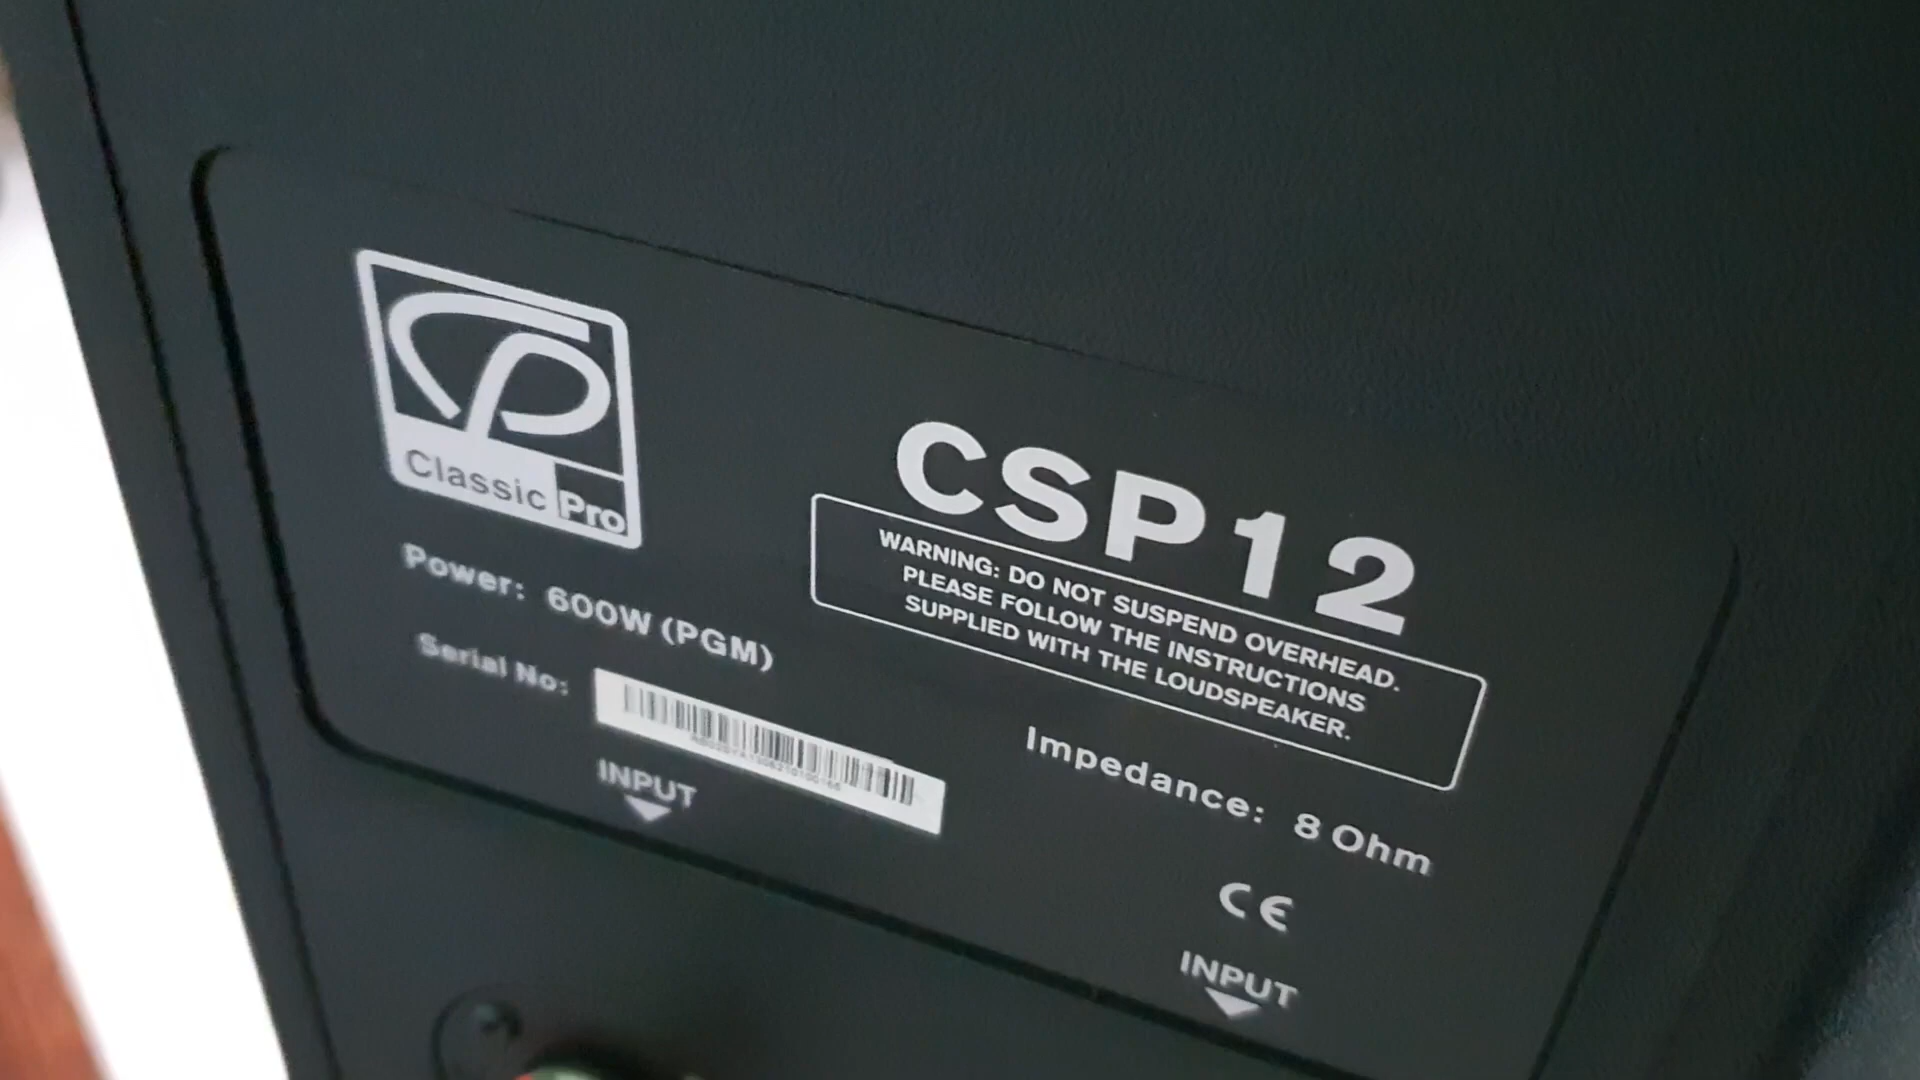 Classic Pro
CSP12
WARNING: DO NOT SUSPEND OVERHEAD.
PLEASE FOLLOW THE INSTRUCTIONS
SUPPLIED WITH THE LOUDSPEAKER.
Power: 600W (PGM)
Serial No:
Impedance: 8 Ohm
CE
INPUT
INPUT